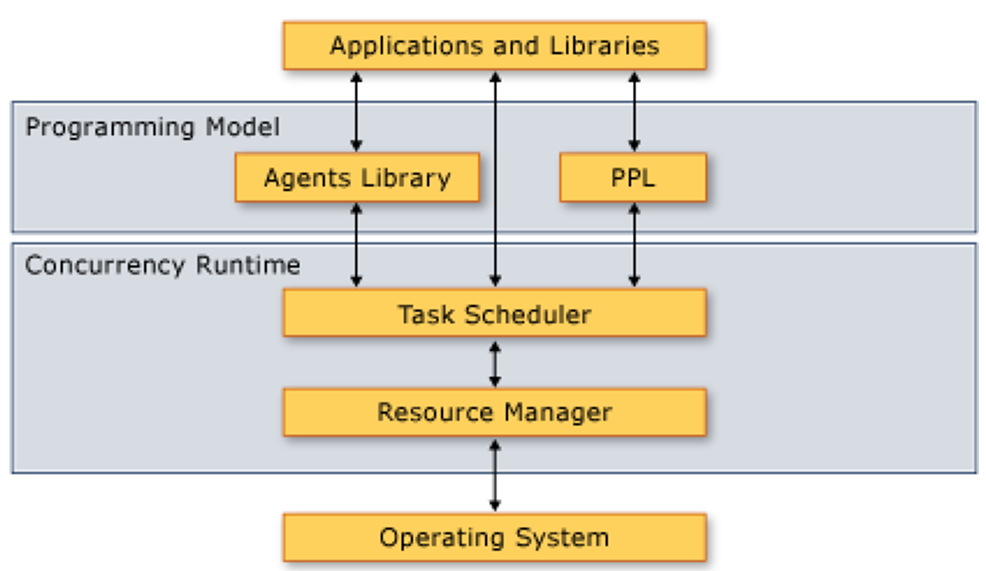 Applications and Libraries
Programming Model
Agents Library
PPL
Concurrency Runtime
Task Scheduler
Resource Manager
Operating System